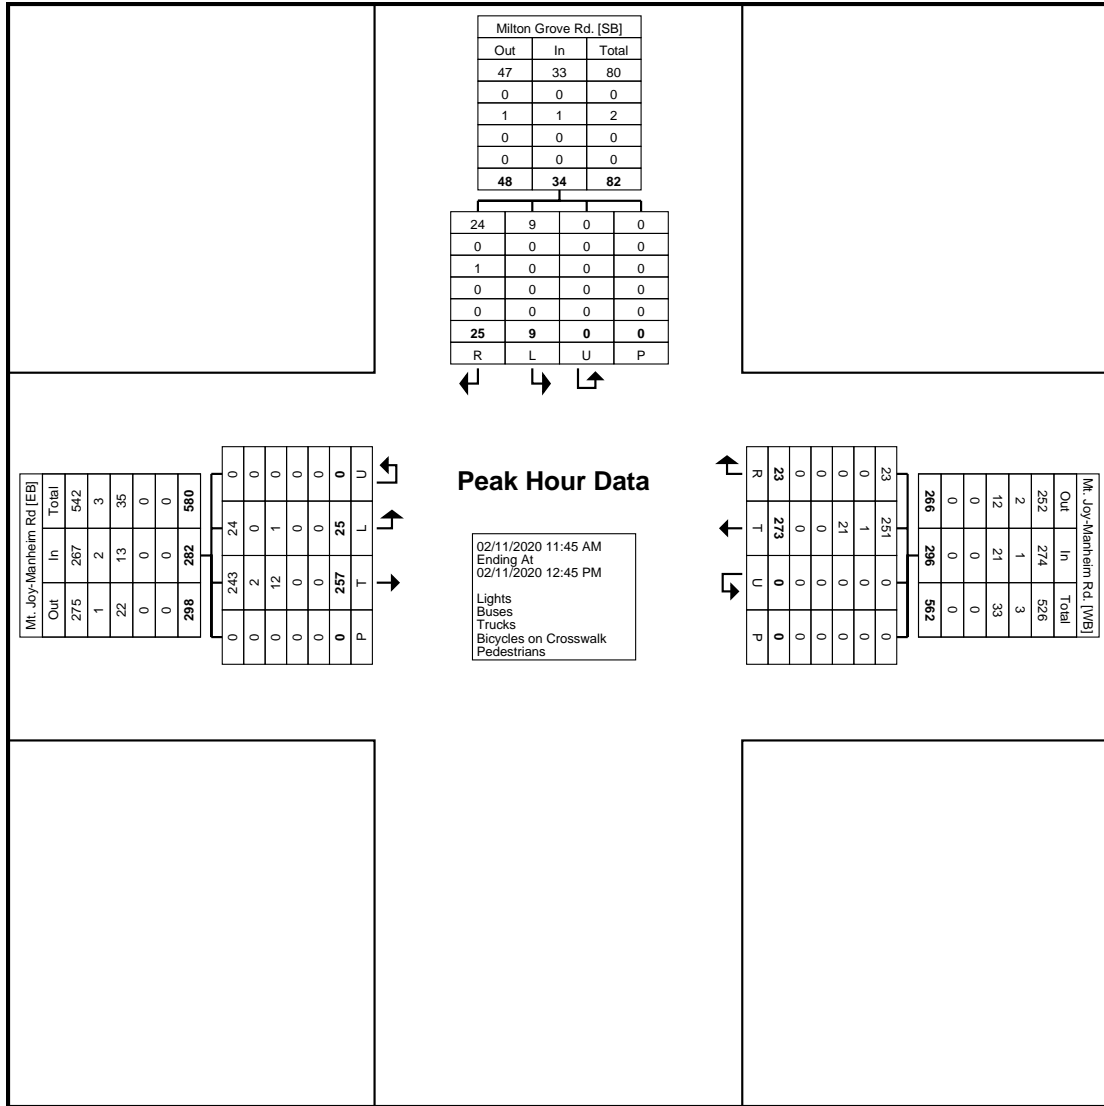 Milton Grove Rd. [SB]
Out In Total
47 33 80
0 0 0
1 1 2
0 0 0
0 0 0
48 34 82
24 9 0 0
0 0 0 0
1 0 0 0
0 0 0 0
0 0 0 0
25 9 0 0
R L U P
Mt. Joy-Manheim Rd [EB]
Total In Out
542 267 275
3 2 1
35 13 22
0 0 0
0 0 0
580 282 298
0 24 243 0
0 0 2 0
0 1 12 0
0 0 0 0
0 0 0 0
0 25 257 0
U L T P
Peak Hour Data
02/11/2020 11:45 AM
Ending At
02/11/2020 12:45 PM
Lights
Buses
Trucks
Bicycles on Crosswalk
Pedestrians
R T U P
23 273 0 0
0 0 0 0
0 0 0 0
0 21 0 0
0 1 0 0
23 251 0 0
Mt. Joy-Manheim Rd. [WB]
Out In Total
252 274 526
2 1 3
12 21 33
0 0 0
0 0 0
266 296 562